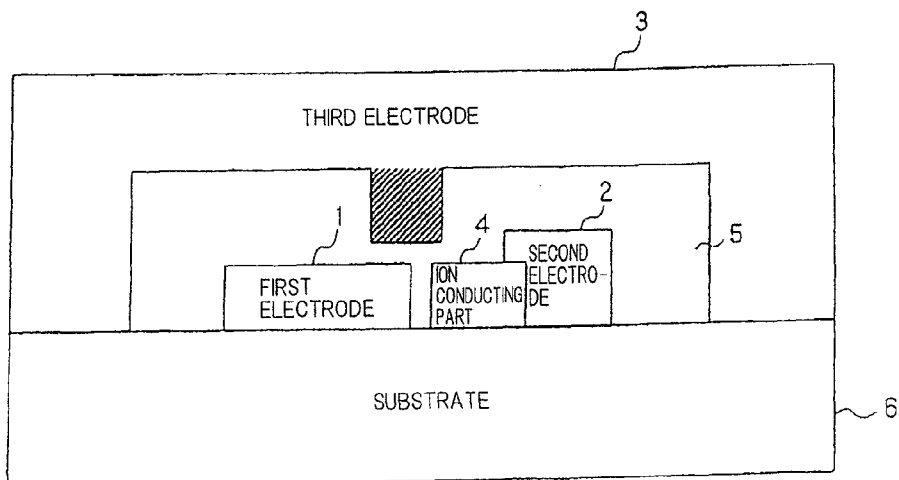 3
THIRD ELECTRODE
1
4
2
5
FIRST
ELECTRODE
ION
CONDUCTING
PART
SECOND
ELECTRO-
DE
SUBSTRATE
6